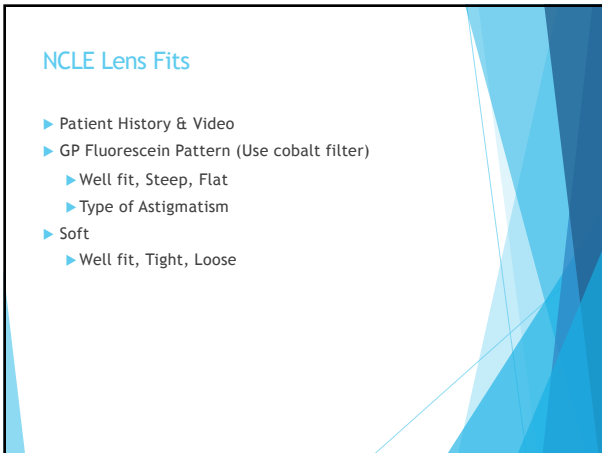 NCLE Lens Fits
▶ Patient History & Video
▶ GP Fluorescein Pattern (Use cobalt filter)
▶ Well fit, Steep, Flat
▶ Type of Astigmatism
▶ Soft
▶ Well fit, Tight, Loose